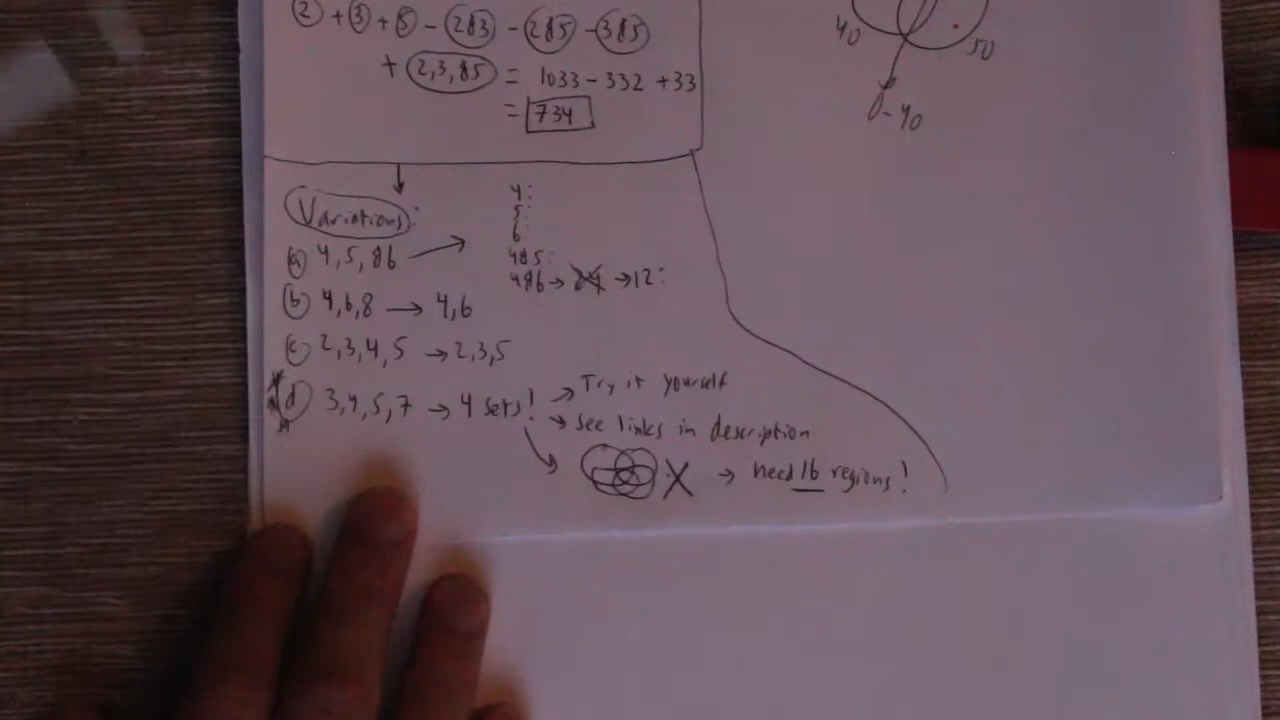 2 + 3 + 5 - 2&3 - 2&5 - 3&5
+ 2,3,&5 = 1033 - 332 + 33
= 734
40
50
0-40
Variations:
a) 4,5,&6 →
4:
5:
6:
4&5:
4&6 → 24 → 12:
b) 4,6,8 → 4,6
c) 2,3,4,5 → 2,3,5
d) 3,4,5,7 → 4 sets! → Try it yourself
→ see links in description
X → need 16 regions!